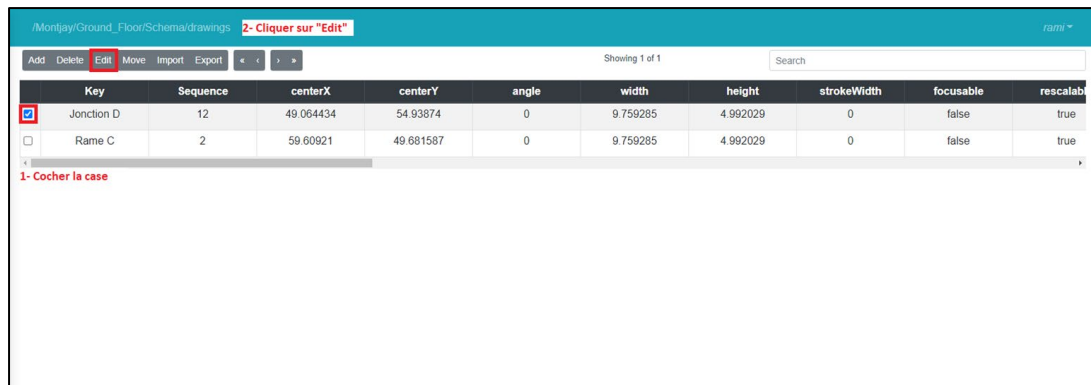 /Montjay/Ground_Floor/Schema/drawings 2- Cliquer sur "Edit" rami
Add Delete Edit Move Import Export « ‹ › » Showing 1 of 1 Search
Key Sequence centerX centerY angle width height strokeWidth focusable rescalabl
Jonction D 12 49.064434 54.93874 0 9.759285 4.992029 0 false true
Rame C 2 59.60921 49.681587 0 9.759285 4.992029 0 false true
1- Cocher la case